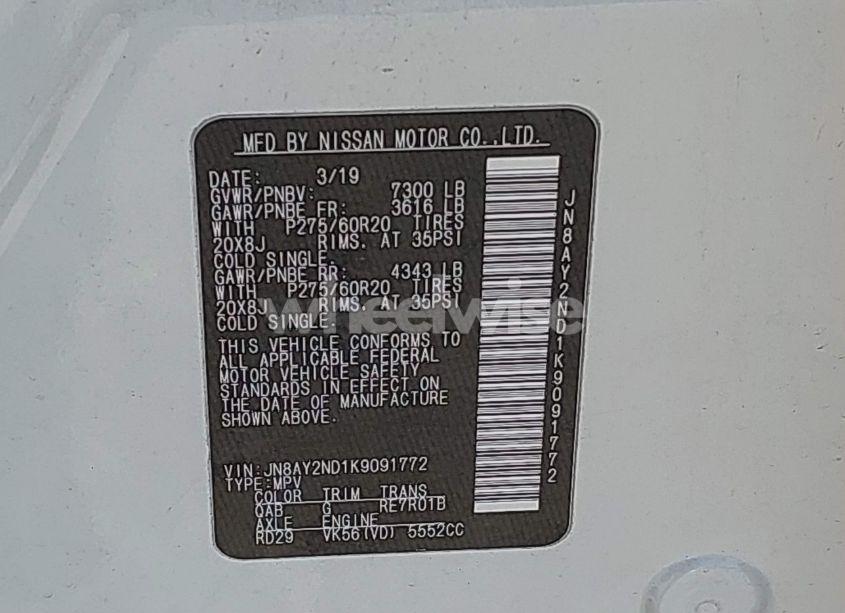 MFD BY NISSAN MOTOR CO.,LTD.
DATE: 3/19
GVWR/PNBV: 7300 LB
GAWR/PNBE FR: 3616 LB
WITH P275/60R20 TIRES
20X8J RIMS. AT 35PSI
COLD SINGLE.
GAWR/PNBE RR: 4343 LB
WITH P275/60R20 TIRES
20X8J RIMS. AT 35PSI
COLD SINGLE.
THIS VEHICLE CONFORMS TO
ALL APPLICABLE FEDERAL
MOTOR VEHICLE SAFETY
STANDARDS IN EFFECT ON
THE DATE OF MANUFACTURE
SHOWN ABOVE.
VIN:JN8AY2ND1K9091772
TYPE:MPV
COLOR TRIM TRANS
QAB G RE7R01B
AXLE ENGINE
RD29 VK56(VD) 5552CC
JN8AY2ND1K9091772
wheelwise